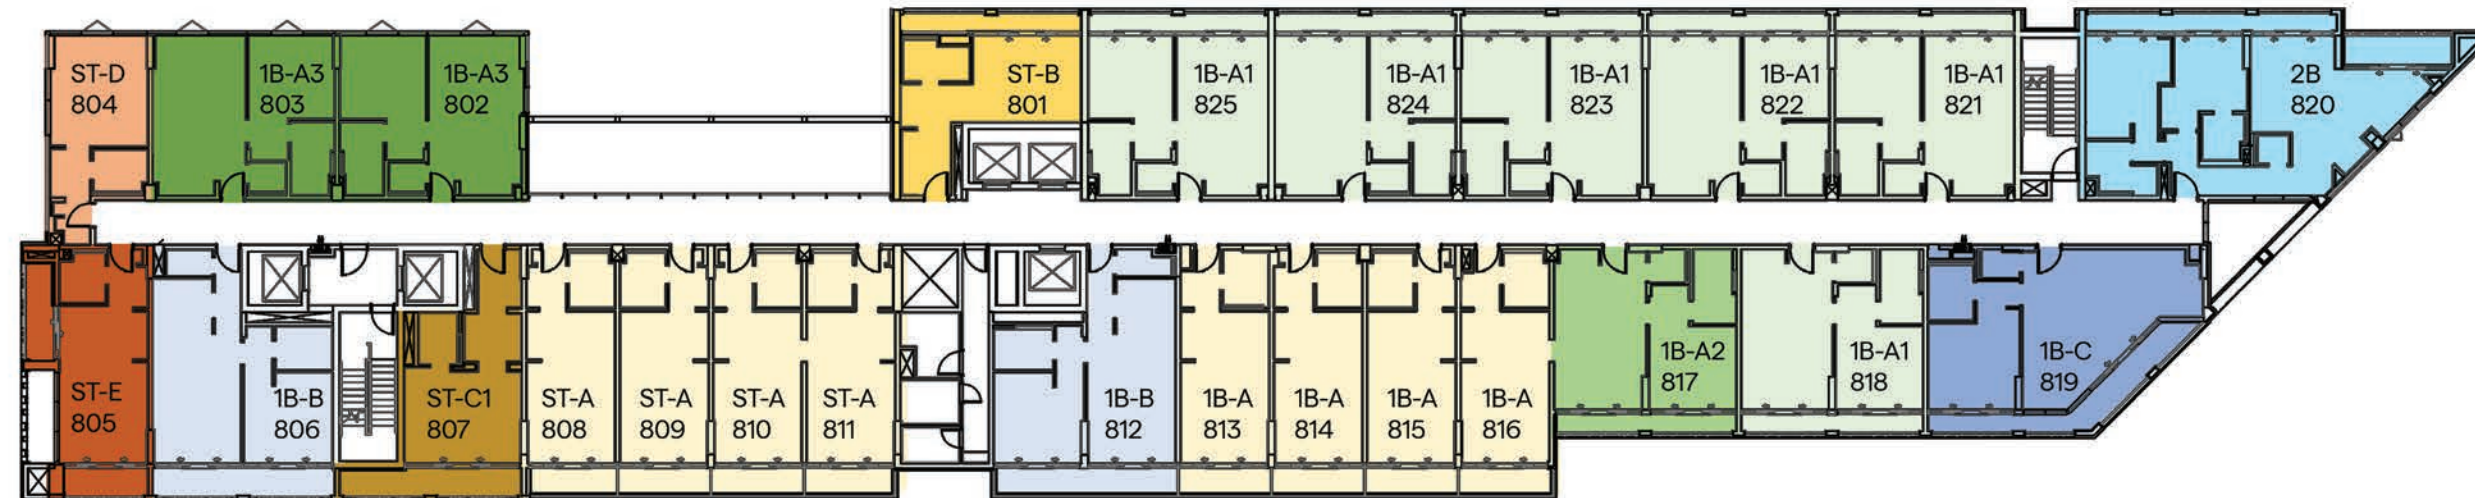 ST-D
804
1B-A3
803
1B-A3
802
ST-B
801
1B-A1
825
1B-A1
824
1B-A1
823
1B-A1
822
1B-A1
821
2B
820
ST-E
805
1B-B
806
ST-C1
807
ST-A
808
ST-A
809
ST-A
810
ST-A
811
1B-B
812
1B-A
813
1B-A
814
1B-A
815
1B-A
816
1B-A2
817
1B-A1
818
1B-C
819